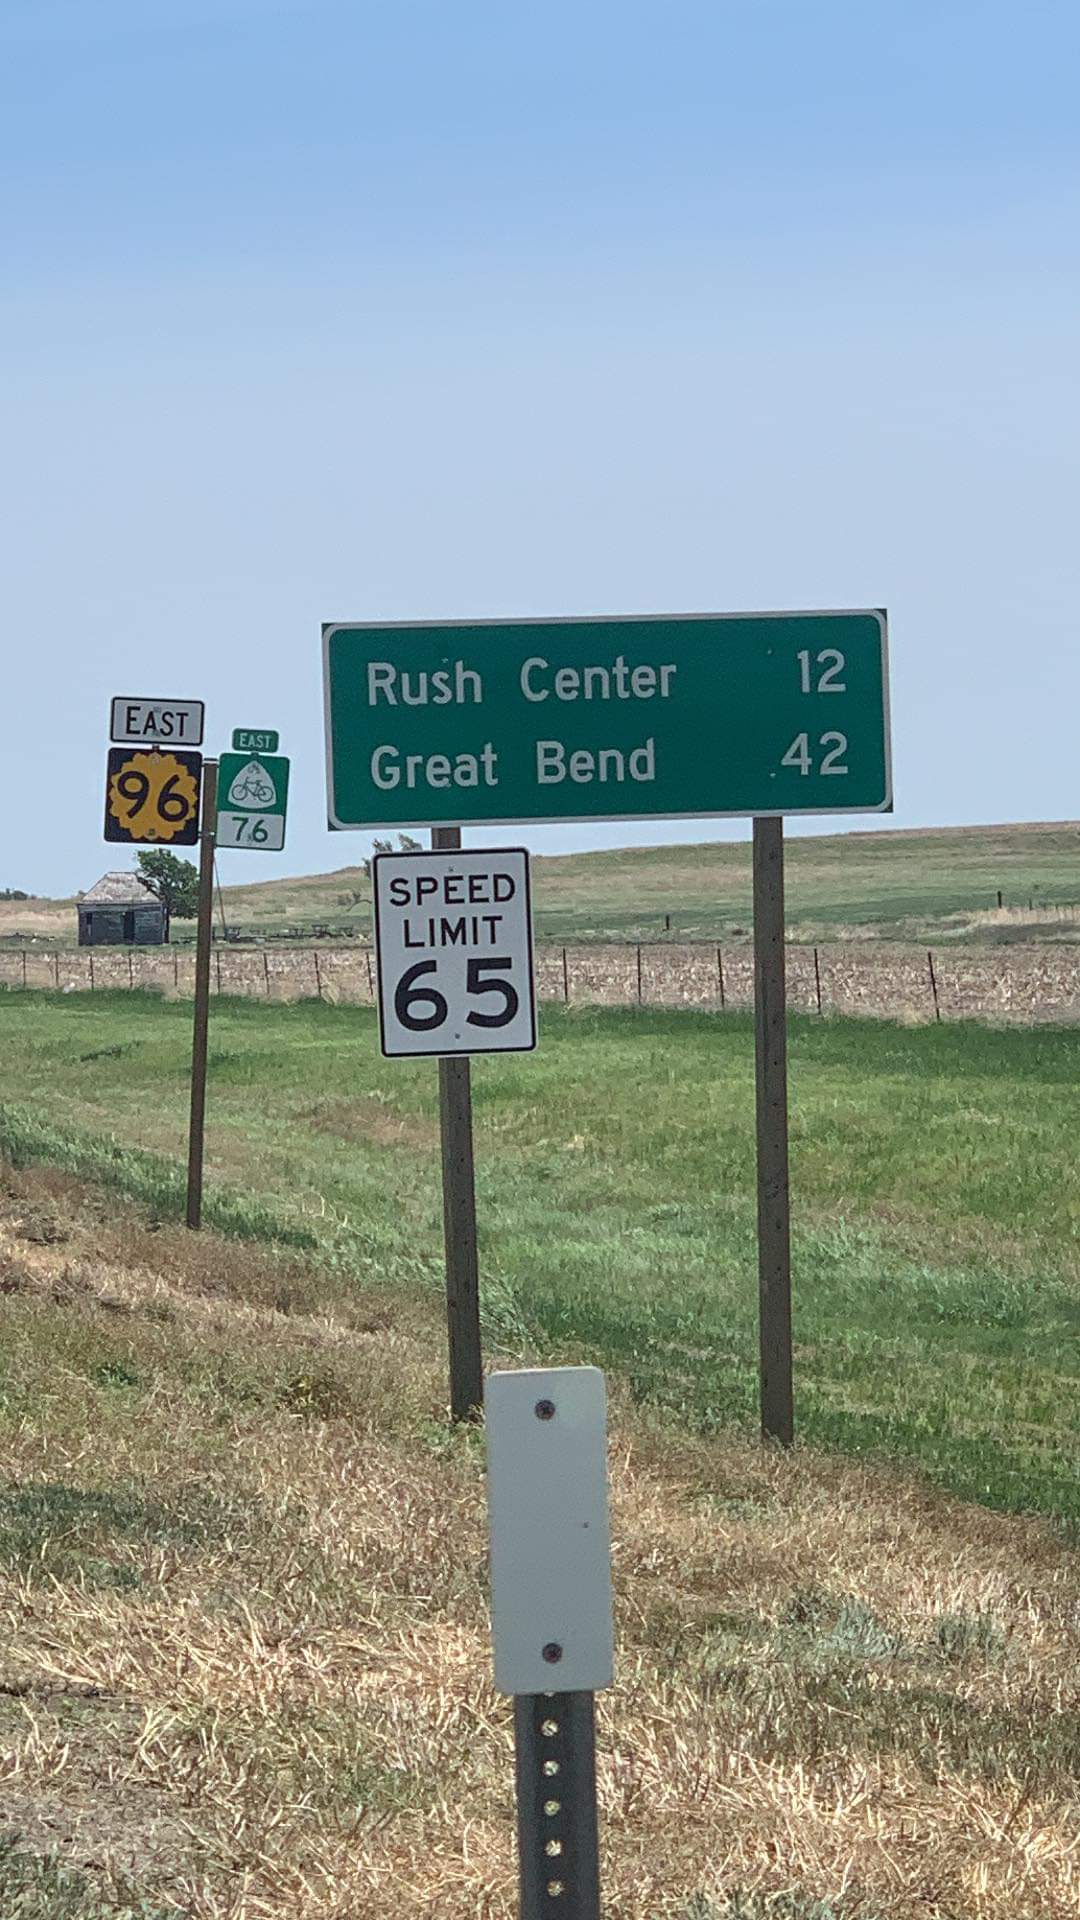 EAST
96
EAST
76
Rush Center 12
Great Bend 42
SPEED
LIMIT
65